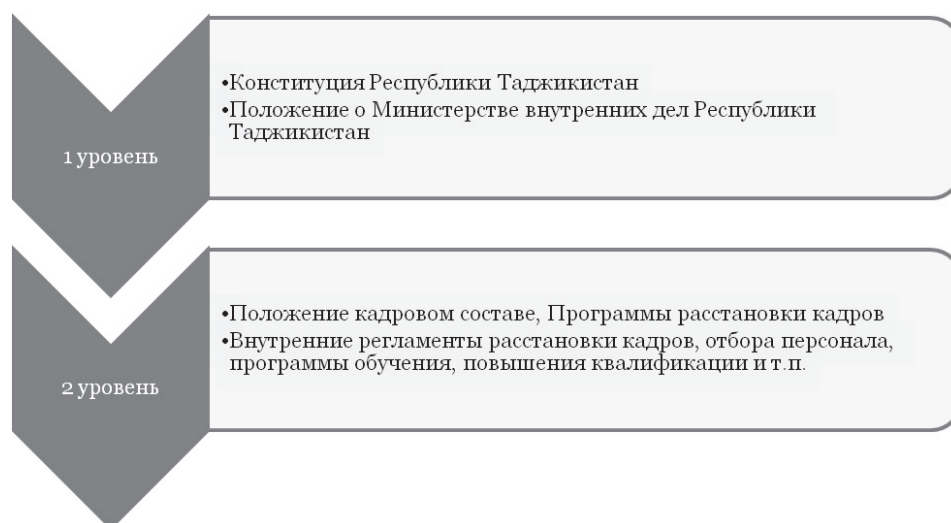 1 уровень
•Конституция Республики Таджикистан
•Положение о Министерстве внутренних дел Республики
Таджикистан
2 уровень
•Положение кадровом составе, Программы расстановки кадров
•Внутренние регламенты расстановки кадров, отбора персонала,
программы обучения, повышения квалификации и т.п.